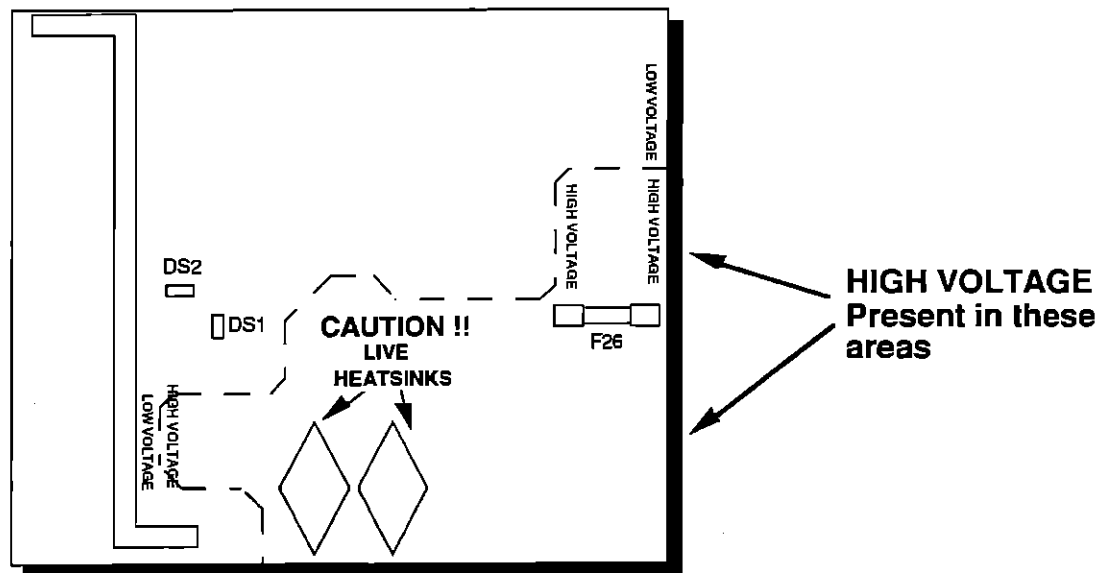 LOW VOLTAGE
HIGH VOLTAGE
HIGH VOLTAGE
DS2
DS1
CAUTION !!
LIVE
HEATSINKS
F26
HIGH VOLTAGE
Present in these
areas
HIGH VOLTAGE
LOW VOLTAGE